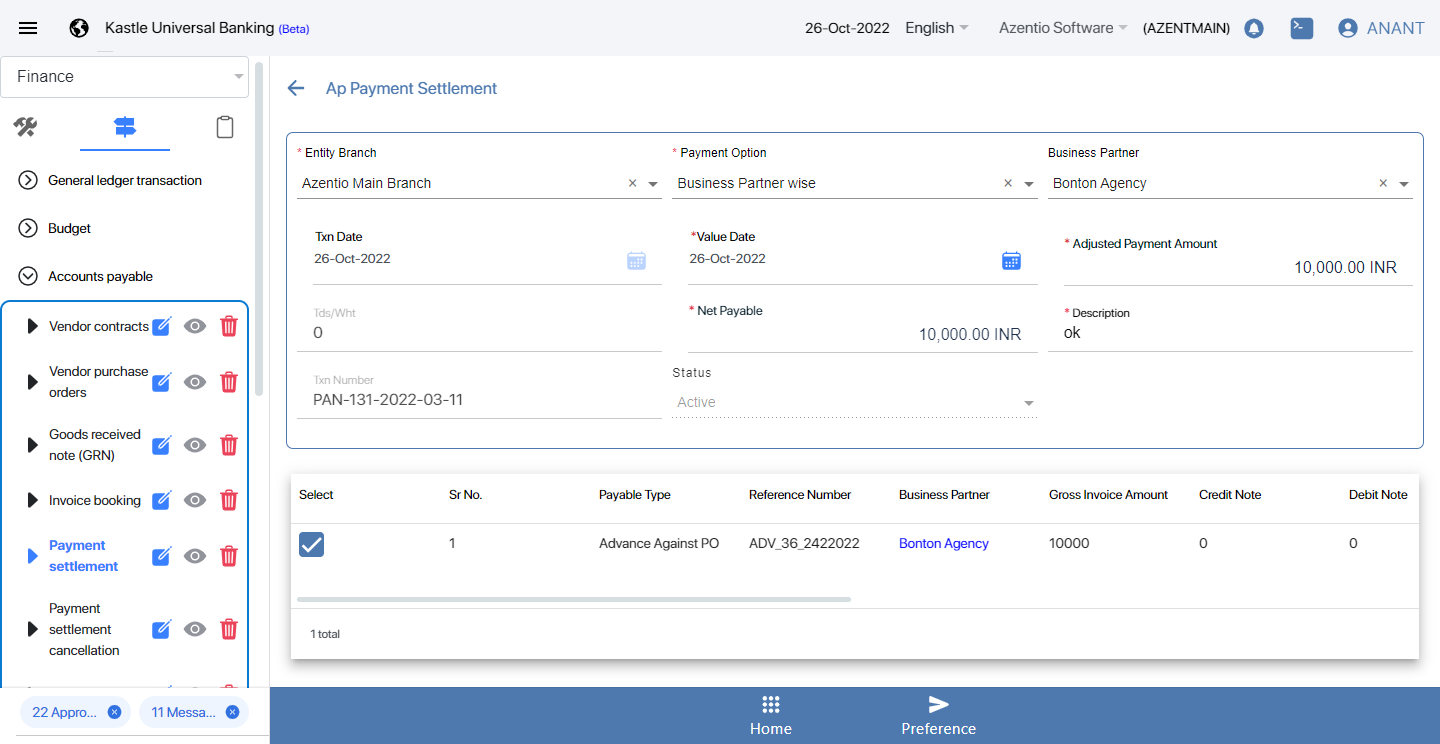 Kastle Universal Banking (Beta)
26-Oct-2022
English
Azentio Software
(AZENTMAIN)
ANANT
Finance
General ledger transaction
Budget
Accounts payable
Vendor contracts
Vendor purchase
orders
Goods received
note (GRN)
Invoice booking
Payment
settlement
Payment
settlement
cancellation
22 Appro...
11 Messa...
Ap Payment Settlement
* Entity Branch
Azentio Main Branch
* Payment Option
Business Partner wise
Business Partner
Bonton Agency
Txn Date
26-Oct-2022
*Value Date
26-Oct-2022
* Adjusted Payment Amount
10,000.00 INR
Tds/Wht
0
* Net Payable
10,000.00 INR
* Description
ok
Txn Number
PAN-131-2022-03-11
Status
Active
Select Sr No. Payable Type Reference Number Business Partner Gross Invoice Amount Credit Note Debit Note
1 Advance Against PO ADV_36_2422022 Bonton Agency 10000 0 0
1 total
Home
Preference